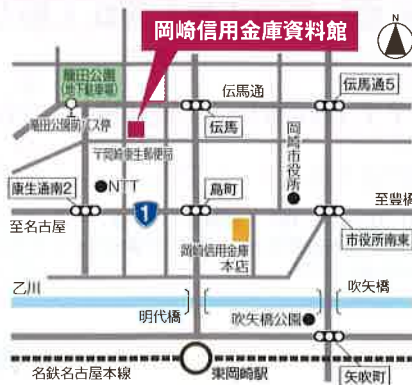 岡崎信用金庫資料館
N
籠田公園
(地下駐車場)
伝馬通
伝馬通5
籠田公園前バス停
伝馬
〒岡崎康生郵便局
岡崎市役所
康生通南2
NTT
島町
至豊橋
1
至名古屋
市役所南東
岡崎信用金庫
本店
乙川
吹矢橋
明代橋
吹矢橋公園
矢吹町
名鉄名古屋本線
東岡崎駅